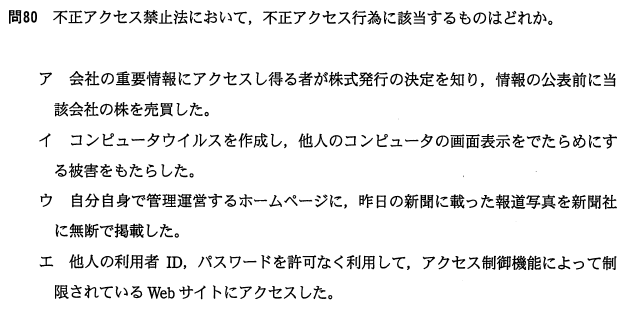 問80 不正アクセス禁止法において，不正アクセス行為に該当するものはどれか。
ア 会社の重要情報にアクセスし得る者が株式発行の決定を知り，情報の公表前に当
該会社の株を売買した。
イ コンピュータウイルスを作成し，他人のコンピュータの画面表示をでたらめにす
る被害をもたらした。
ウ 自分自身で管理運営するホームページに，昨日の新聞に載った報道写真を新聞社
に無断で掲載した。
エ 他人の利用者 ID，パスワードを許可なく利用して，アクセス制御機能によって制
限されている Web サイトにアクセスした。